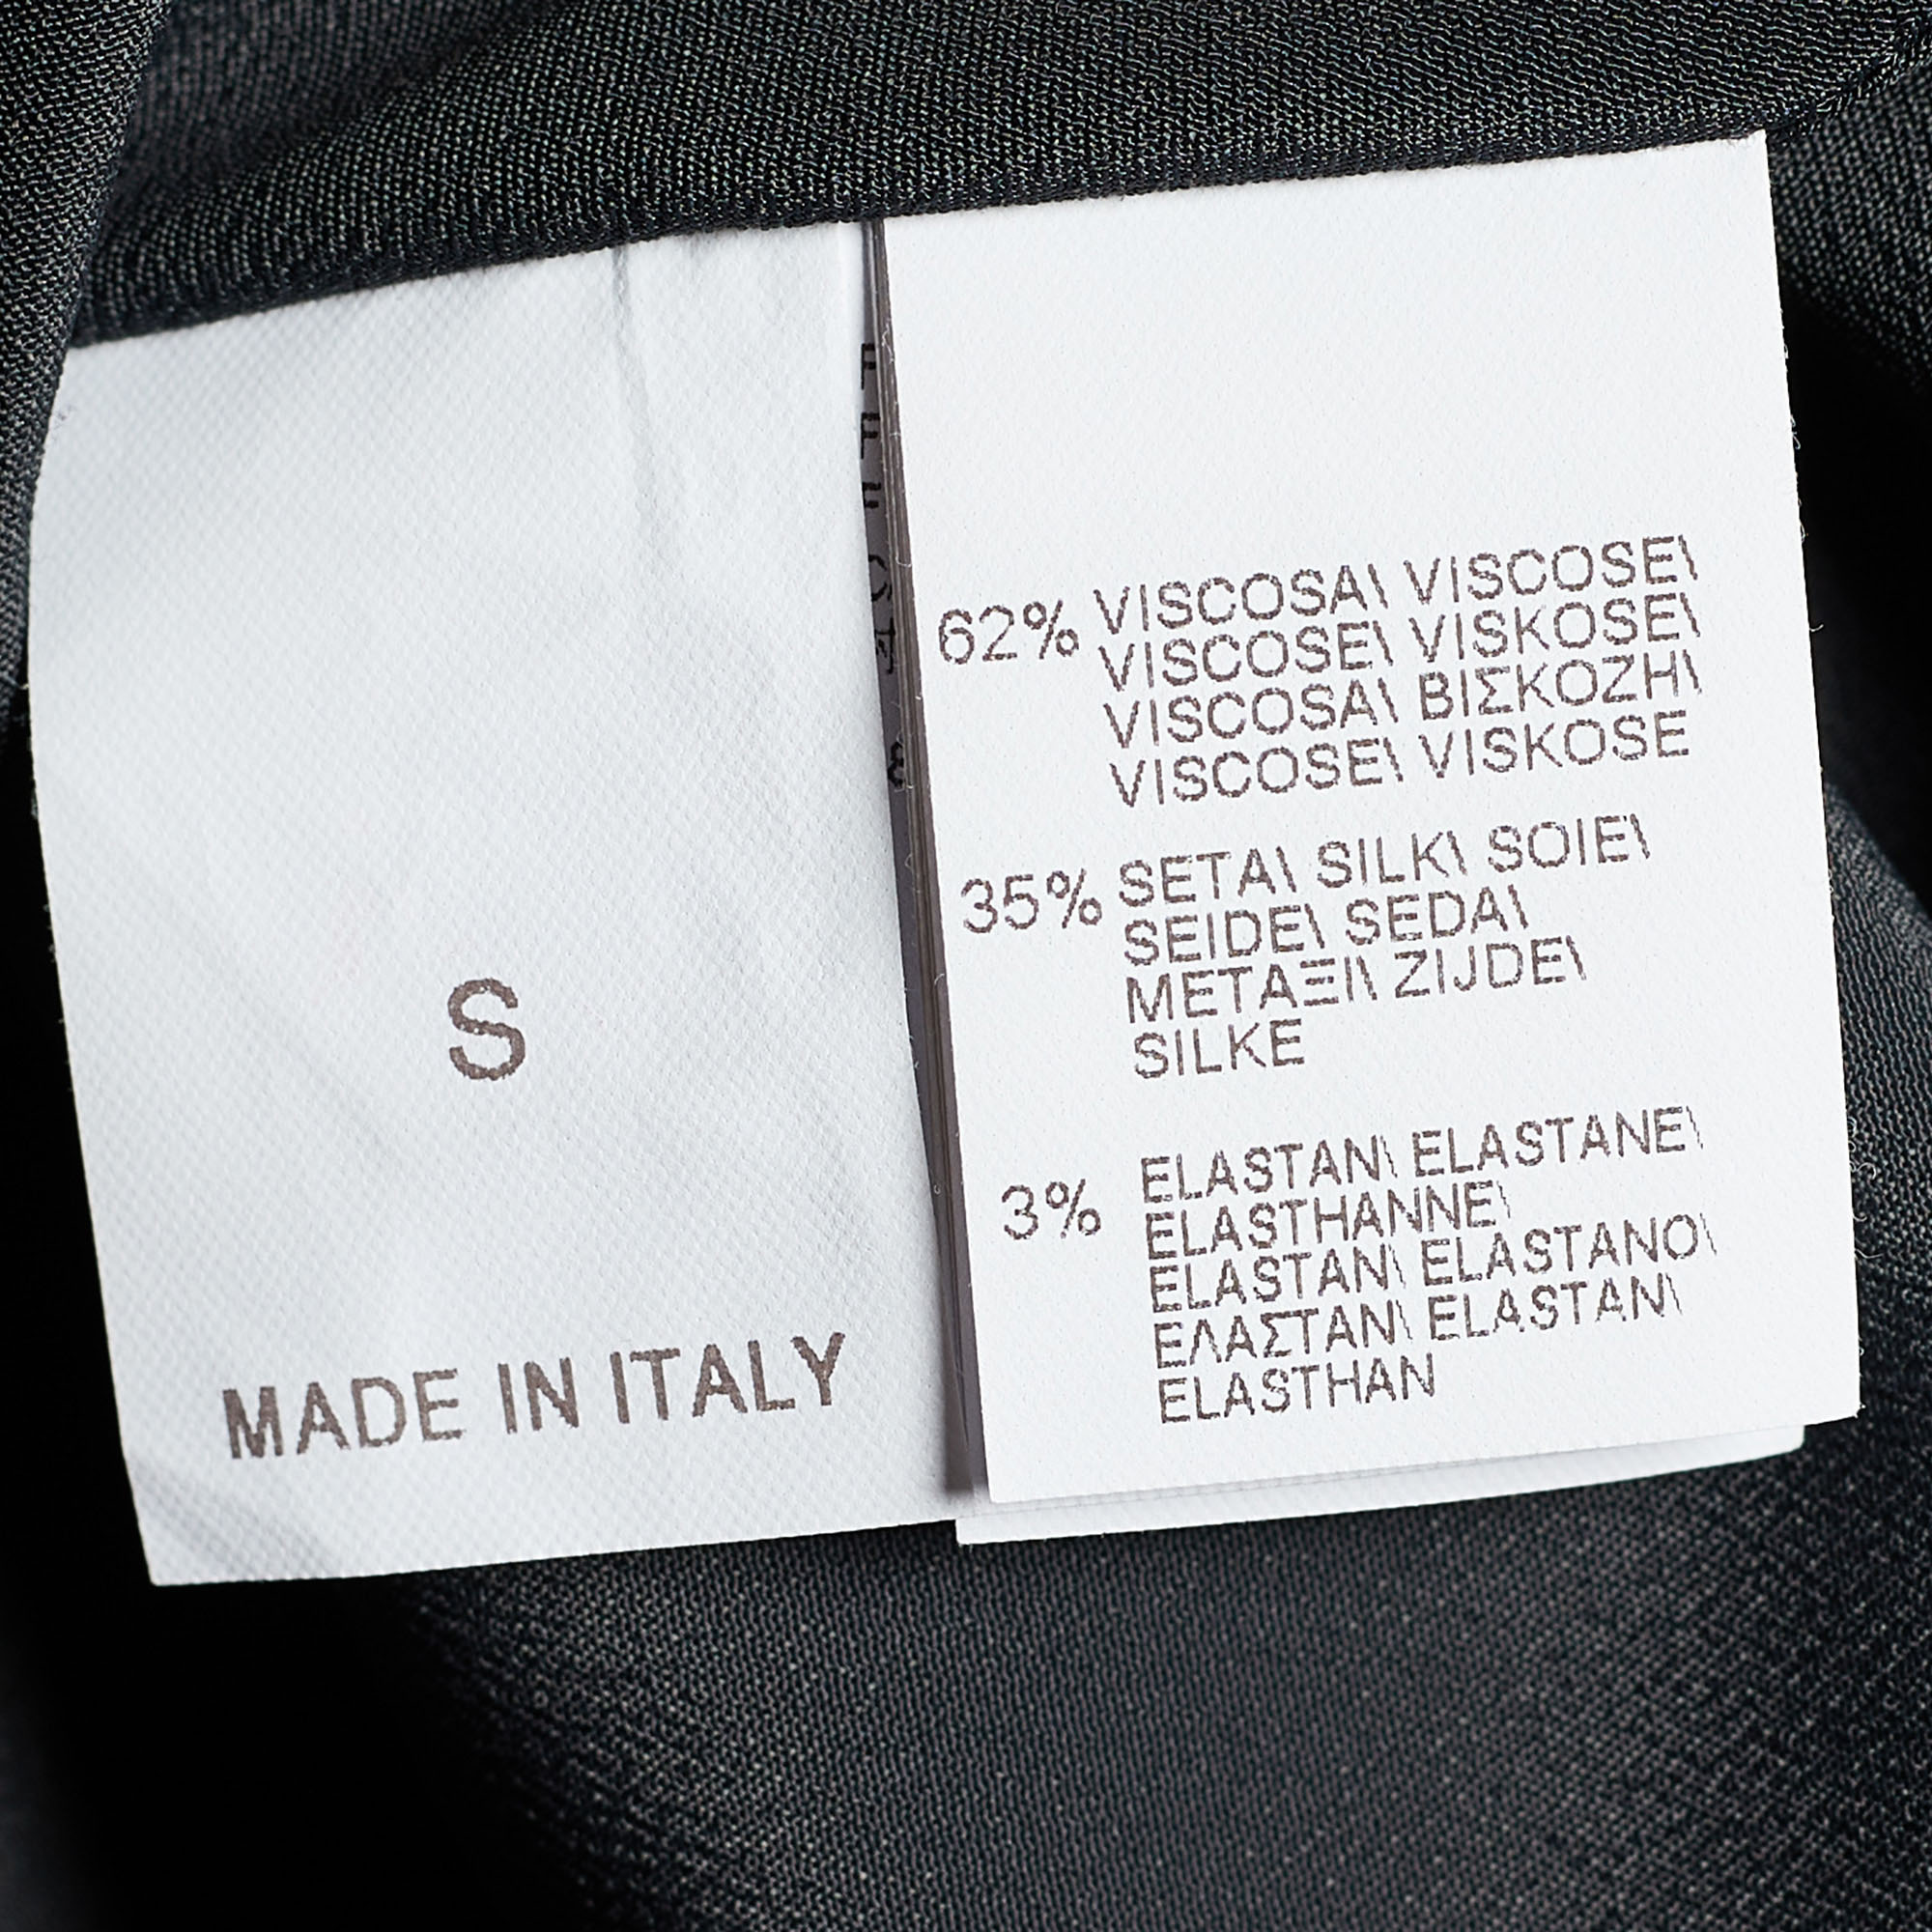 S
MADE IN ITALY
62% VISCOSA\ VISCOSE\
VISCOSE\ VISKOSE\
VISCOSA\ ΒΙΣΚΟΖΗ\
VISCOSE\ VISKOSE
35% SETA\ SILK\ SOIE\
SEIDE\ SEDA\
ΜΕΤΑΞΙ\ ZIJDE\
SILKE
3% ELASTAN\ ELASTANE\
ELASTHANNE\
ELASTAN\ ELASTANO\
ΕΛΑΣΤΑΝ\ ELASTAN\
ELASTHAN